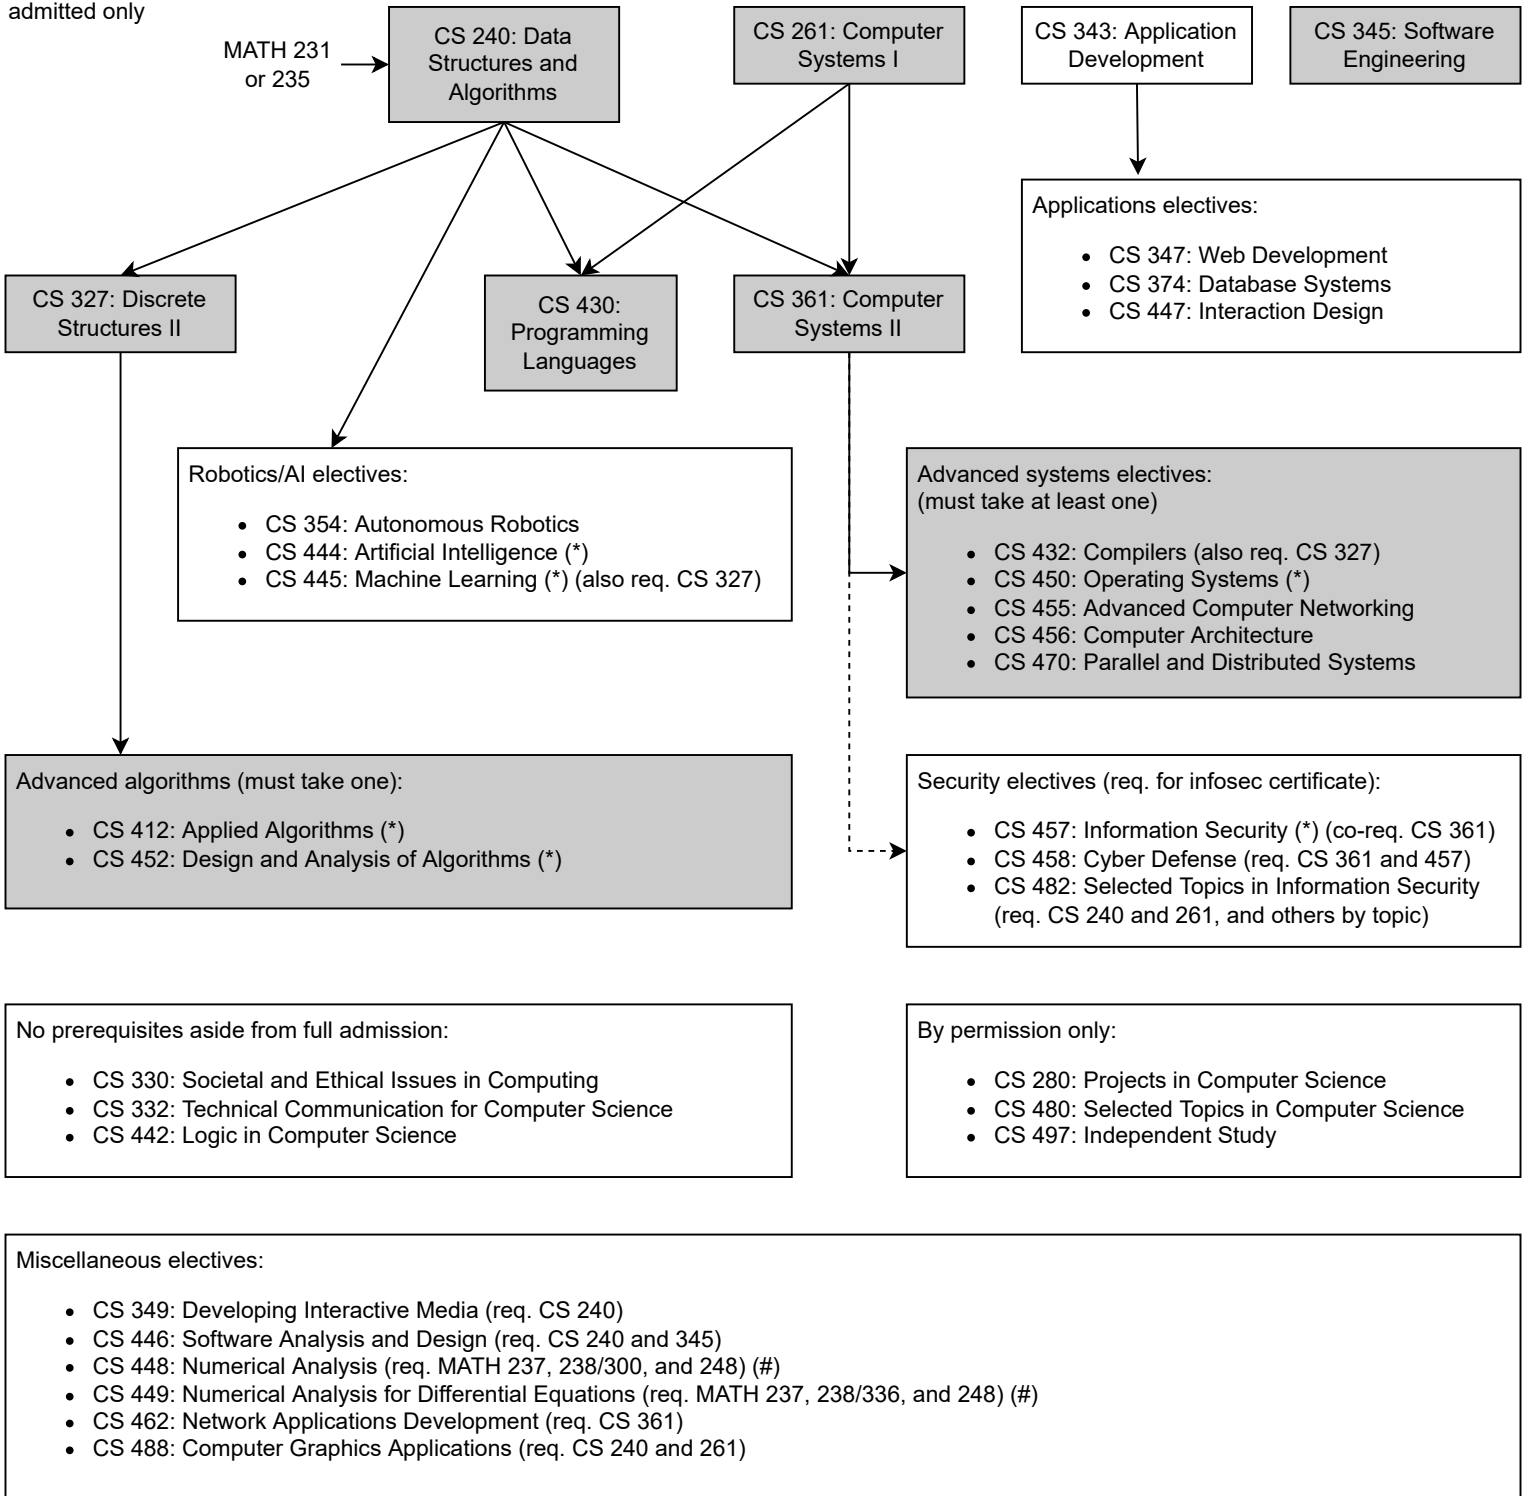 admitted only
MATH 231
or 235
CS 240: Data
Structures and
Algorithms
CS 261: Computer
Systems I
CS 343: Application
Development
CS 345: Software
Engineering
Applications electives:
• CS 347: Web Development
• CS 374: Database Systems
• CS 447: Interaction Design
CS 327: Discrete
Structures II
CS 430:
Programming
Languages
CS 361: Computer
Systems II
Robotics/AI electives:
• CS 354: Autonomous Robotics
• CS 444: Artificial Intelligence (*)
• CS 445: Machine Learning (*) (also req. CS 327)
Advanced systems electives:
(must take at least one)
• CS 432: Compilers (also req. CS 327)
• CS 450: Operating Systems (*)
• CS 455: Advanced Computer Networking
• CS 456: Computer Architecture
• CS 470: Parallel and Distributed Systems
Advanced algorithms (must take one):
• CS 412: Applied Algorithms (*)
• CS 452: Design and Analysis of Algorithms (*)
Security electives (req. for infosec certificate):
• CS 457: Information Security (*) (co-req. CS 361)
• CS 458: Cyber Defense (req. CS 361 and 457)
• CS 482: Selected Topics in Information Security
(req. CS 240 and 261, and others by topic)
No prerequisites aside from full admission:
• CS 330: Societal and Ethical Issues in Computing
• CS 332: Technical Communication for Computer Science
• CS 442: Logic in Computer Science
By permission only:
• CS 280: Projects in Computer Science
• CS 480: Selected Topics in Computer Science
• CS 497: Independent Study
Miscellaneous electives:
• CS 349: Developing Interactive Media (req. CS 240)
• CS 446: Software Analysis and Design (req. CS 240 and 345)
• CS 448: Numerical Analysis (req. MATH 237, 238/300, and 248) (#)
• CS 449: Numerical Analysis for Differential Equations (req. MATH 237, 238/336, and 248) (#)
• CS 462: Network Applications Development (req. CS 361)
• CS 488: Computer Graphics Applications (req. CS 240 and 261)